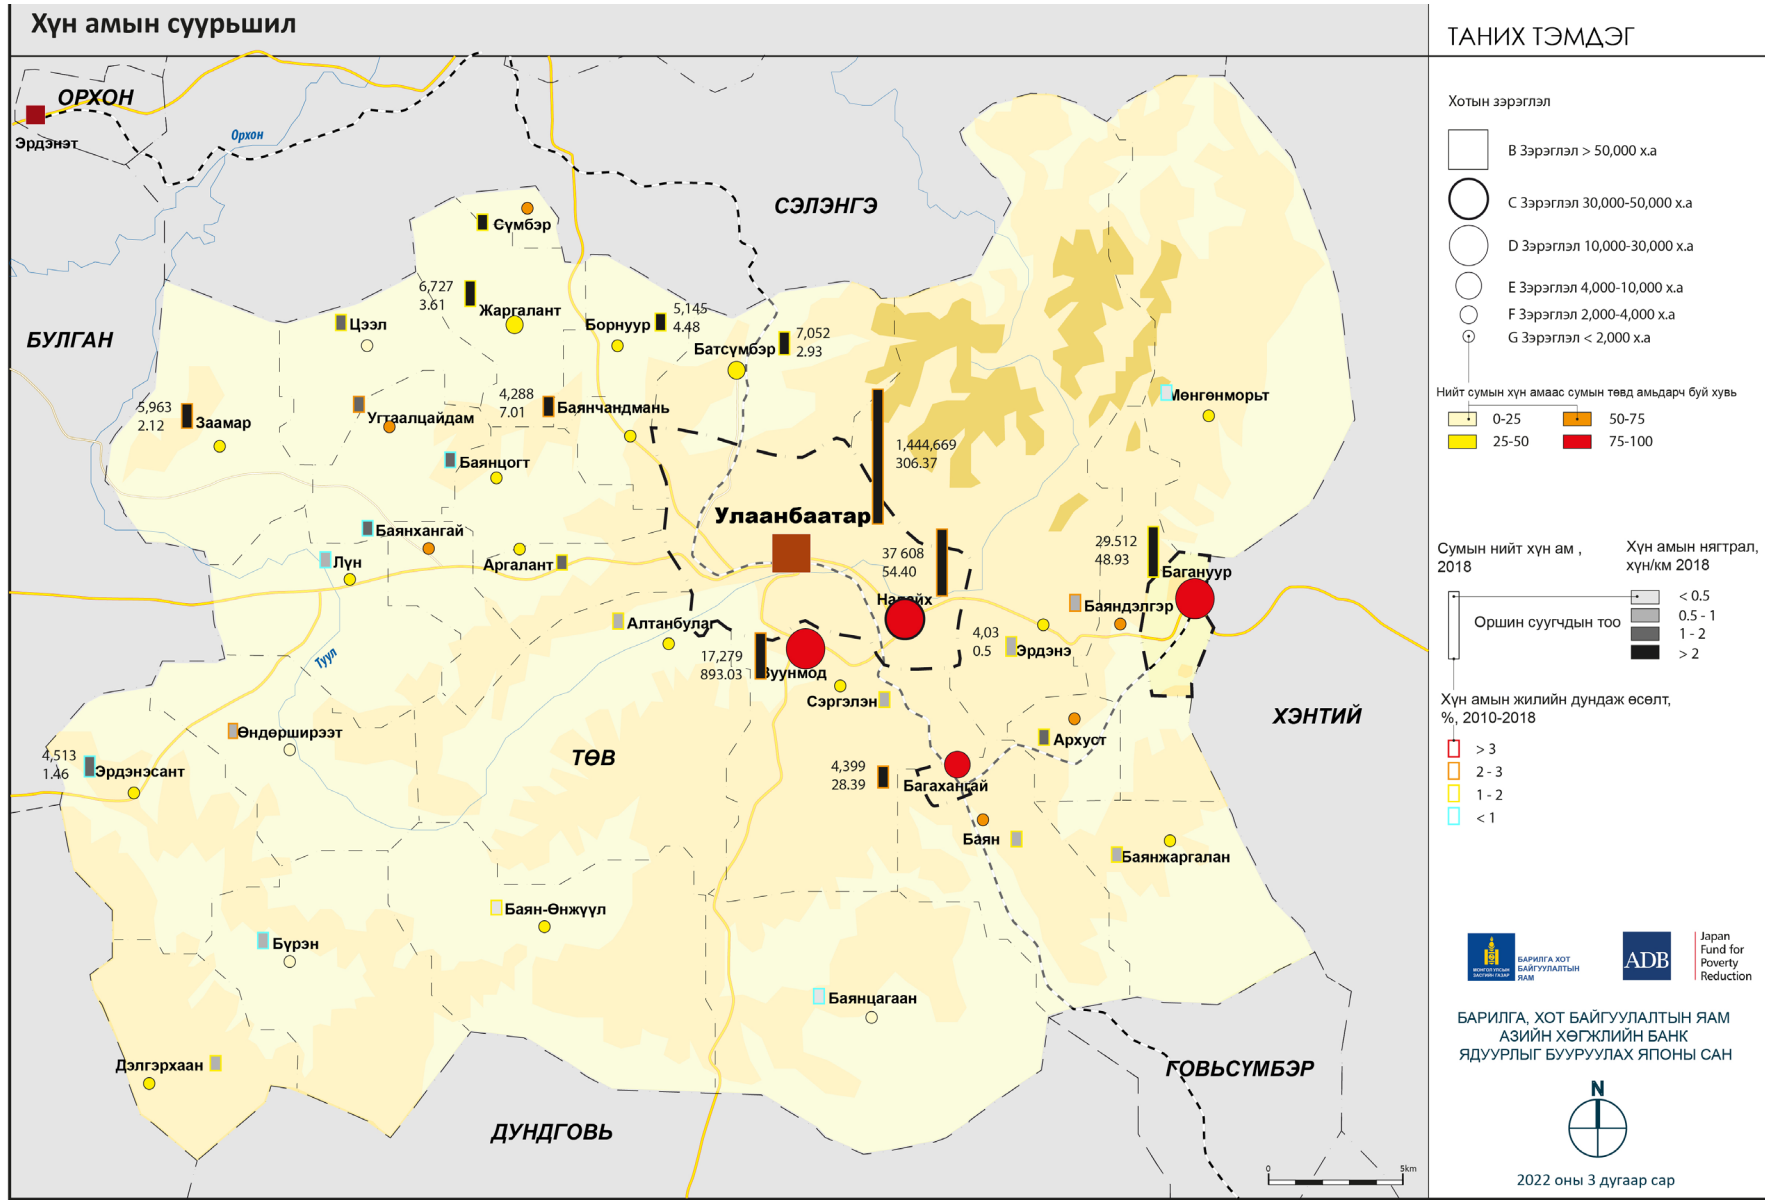 Хүн амын суурьшил
ОРХОН
Эрдэнэт
Орхон
СЭЛЭНГЭ
БУЛГАН
Сүмбэр
6,727
3.61
Жаргалант
Цээл
Борнуур
5,145
4.48
Батсүмбэр
7,052
2.93
5,963
2.12
Заамар
Угтаалцайдам
4,288
7.01
Баянчандмань
Мөнгөнморьт
1,444,669
306.37
Баянцогт
Улаанбаатар
Баянхангай
Лүн
Аргалант
37 608
54.40
29.512
48.93
Багануур
Налайх
Баяндэлгэр
Алтанбулаг
4,03
0.5
Эрдэнэ
17,279
893.03
Зуунмод
Туул
Сэргэлэн
Өндөрширээт
ТӨВ
Архуст
ХЭНТИЙ
4,513
1.46
Эрдэнэсант
4,399
28.39
Багахангай
Баян
Баянжаргалан
Баян-Өнжүүл
Бүрэн
Баянцагаан
Дэлгэрхаан
ГОВЬСҮМБЭР
ДУНДГОВЬ
0
5km
ТАНИХ ТЭМДЭГ
Хотын зэрэглэл
В Зэрэглэл > 50,000 х.а
С Зэрэглэл 30,000-50,000 х.а
D Зэрэглэл 10,000-30,000 х.а
Е Зэрэглэл 4,000-10,000 х.а
F Зэрэглэл 2,000-4,000 х.а
G Зэрэглэл < 2,000 х.а
Нийт сумын хүн амаас сумын төвд амьдарч буй хувь
0-25
50-75
25-50
75-100
Сумын нийт хүн ам ,
2018
Хүн амын нягтрал,
хүн/км 2018
< 0.5
0.5 - 1
1 - 2
> 2
Оршин суугчдын тоо
Хүн амын жилийн дундаж өсөлт,
%, 2010-2018
> 3
2 - 3
1 - 2
< 1
МОНГОЛ УЛСЫН
ЗАСГИЙН ГАЗАР
БАРИЛГА ХОТ
БАЙГУУЛАЛТЫН
ЯАМ
ADB
Japan
Fund for
Poverty
Reduction
БАРИЛГА, ХОТ БАЙГУУЛАЛТЫН ЯАМ
АЗИЙН ХӨГЖЛИЙН БАНК
ЯДУУРЛЫГ БУУРУУЛАХ ЯПОНЫ САН
N
2022 оны 3 дугаар сар